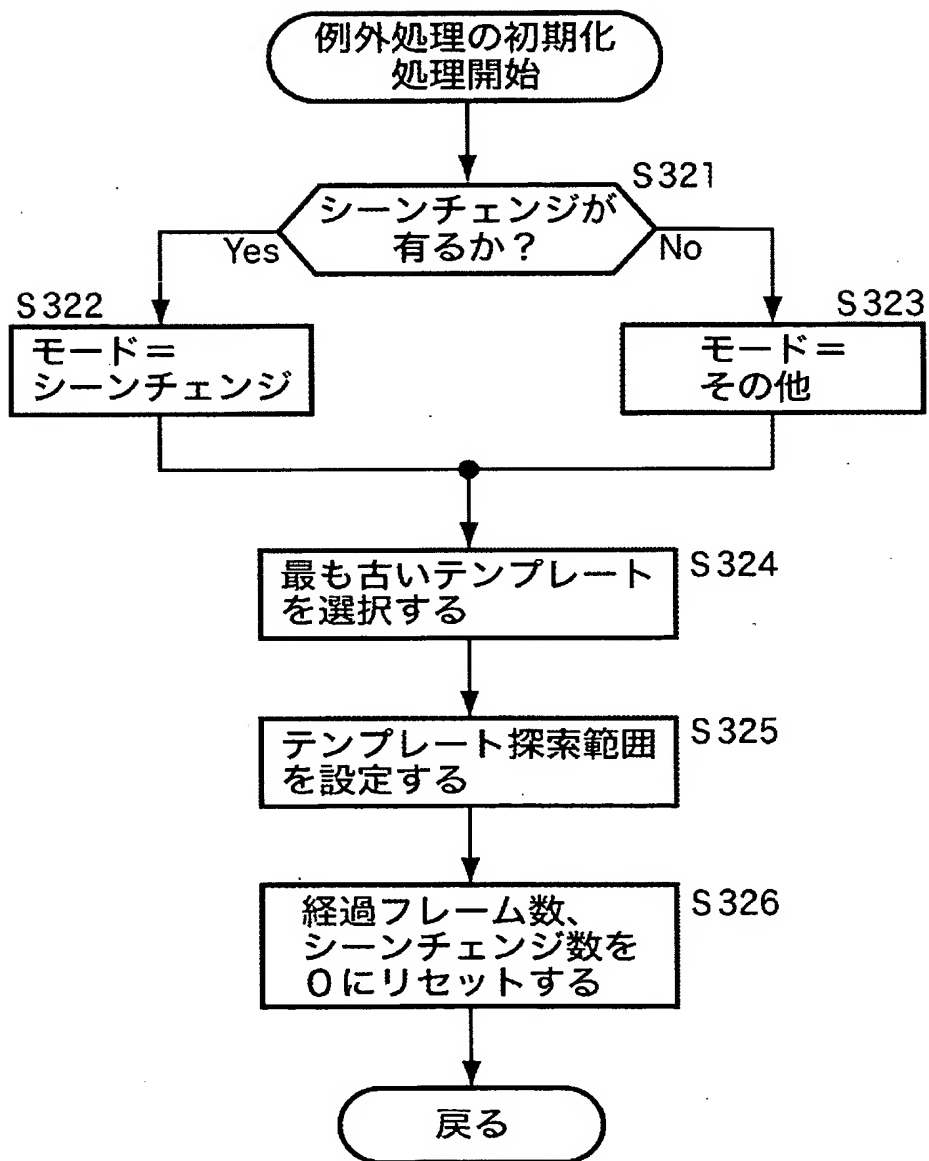 例外処理の初期化
処理開始
S321
シーンチェンジが
有るか？
Yes
No
S322
モード＝
シーンチェンジ
S323
モード＝
その他
最も古いテンプレート
を選択する
S324
テンプレート探索範囲
を設定する
S325
経過フレーム数、
シーンチェンジ数を
0にリセットする
S326
戻る